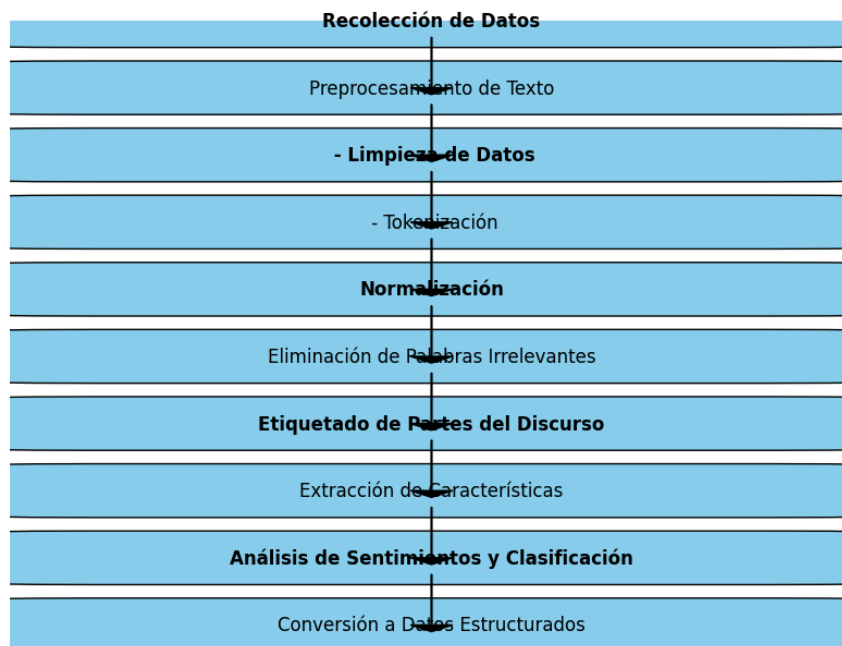 Recolección de Datos
Preprocesamiento de Texto
- Limpieza de Datos
- Tokenización
Normalización
Eliminación de Palabras Irrelevantes
Etiquetado de Partes del Discurso
Extracción de Características
Análisis de Sentimientos y Clasificación
Conversión a Datos Estructurados